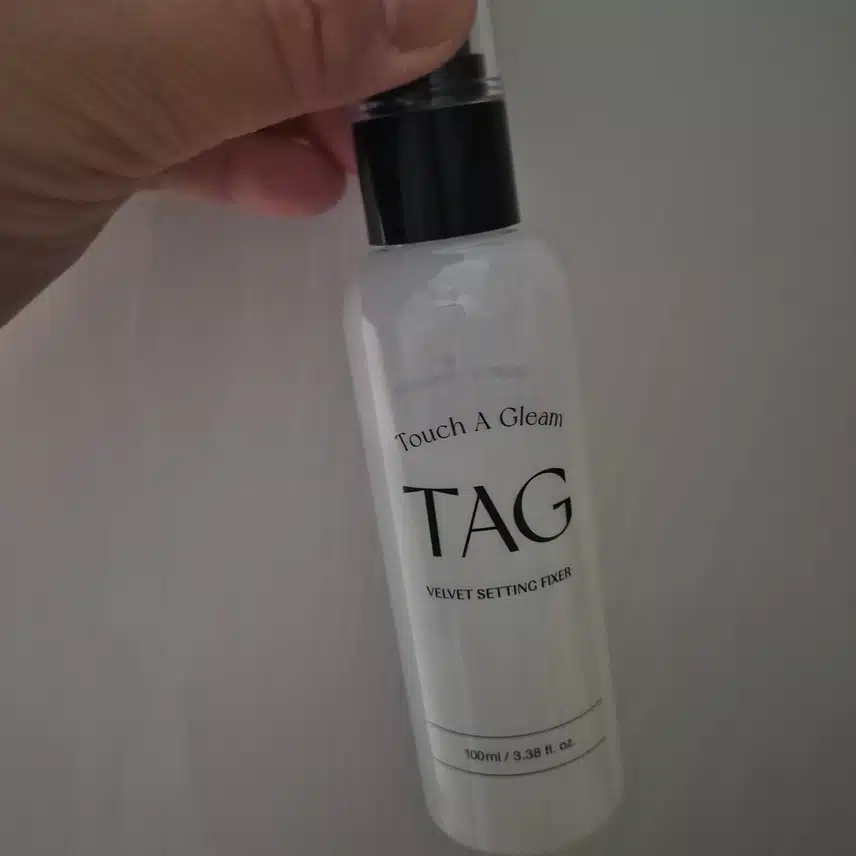 Touch A Gleam
TAG
VELVET SETTING FIXER
100ml / 3.38 fl. oz.